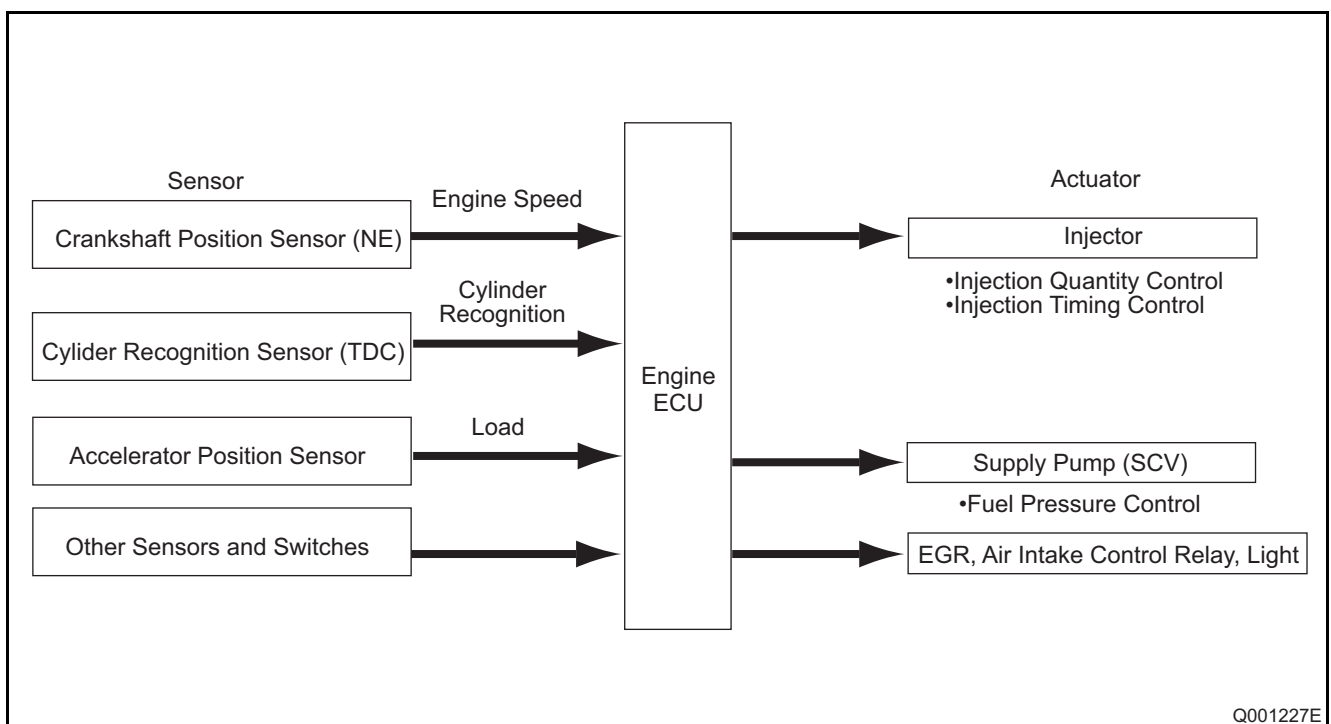 Sensor
Crankshaft Position Sensor (NE)
Cylider Recognition Sensor (TDC)
Accelerator Position Sensor
Other Sensors and Switches
Engine Speed
Cylinder
Recognition
Load
Engine
ECU
Actuator
Injector
•Injection Quantity Control
•Injection Timing Control
Supply Pump (SCV)
•Fuel Pressure Control
EGR, Air Intake Control Relay, Light
Q001227E